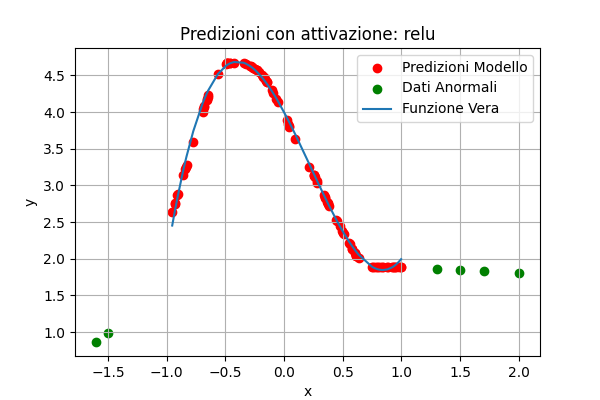 Predizioni con attivazione: relu
Predizioni Modello
Dati Anormali
Funzione Vera
y
4.5
4.0
3.5
3.0
2.5
2.0
1.5
1.0
−1.5
−1.0
−0.5
0.0
0.5
1.0
1.5
2.0
x